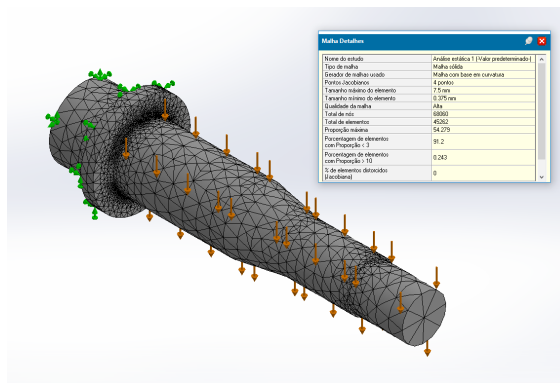 Malha Detalhes
Nome do estudo Análise estática 1 (-Valor predeterminado-)
Tipo de malha Malha sólida
Gerador de malhas usado Malha com base em curvatura
Pontos Jacobianos 4 pontos
Tamanho máximo do elemento 7.5 mm
Tamanho mínimo do elemento 0.375 mm
Qualidade da malha Alta
Total de nós 68060
Total de elementos 45262
Proporção máxima 54.279
Porcentagem de elementos
com Proporção < 3 91.2
Porcentagem de elementos
com Proporção > 10 0.243
% de elementos distorcidos
(Jacobiana) 0